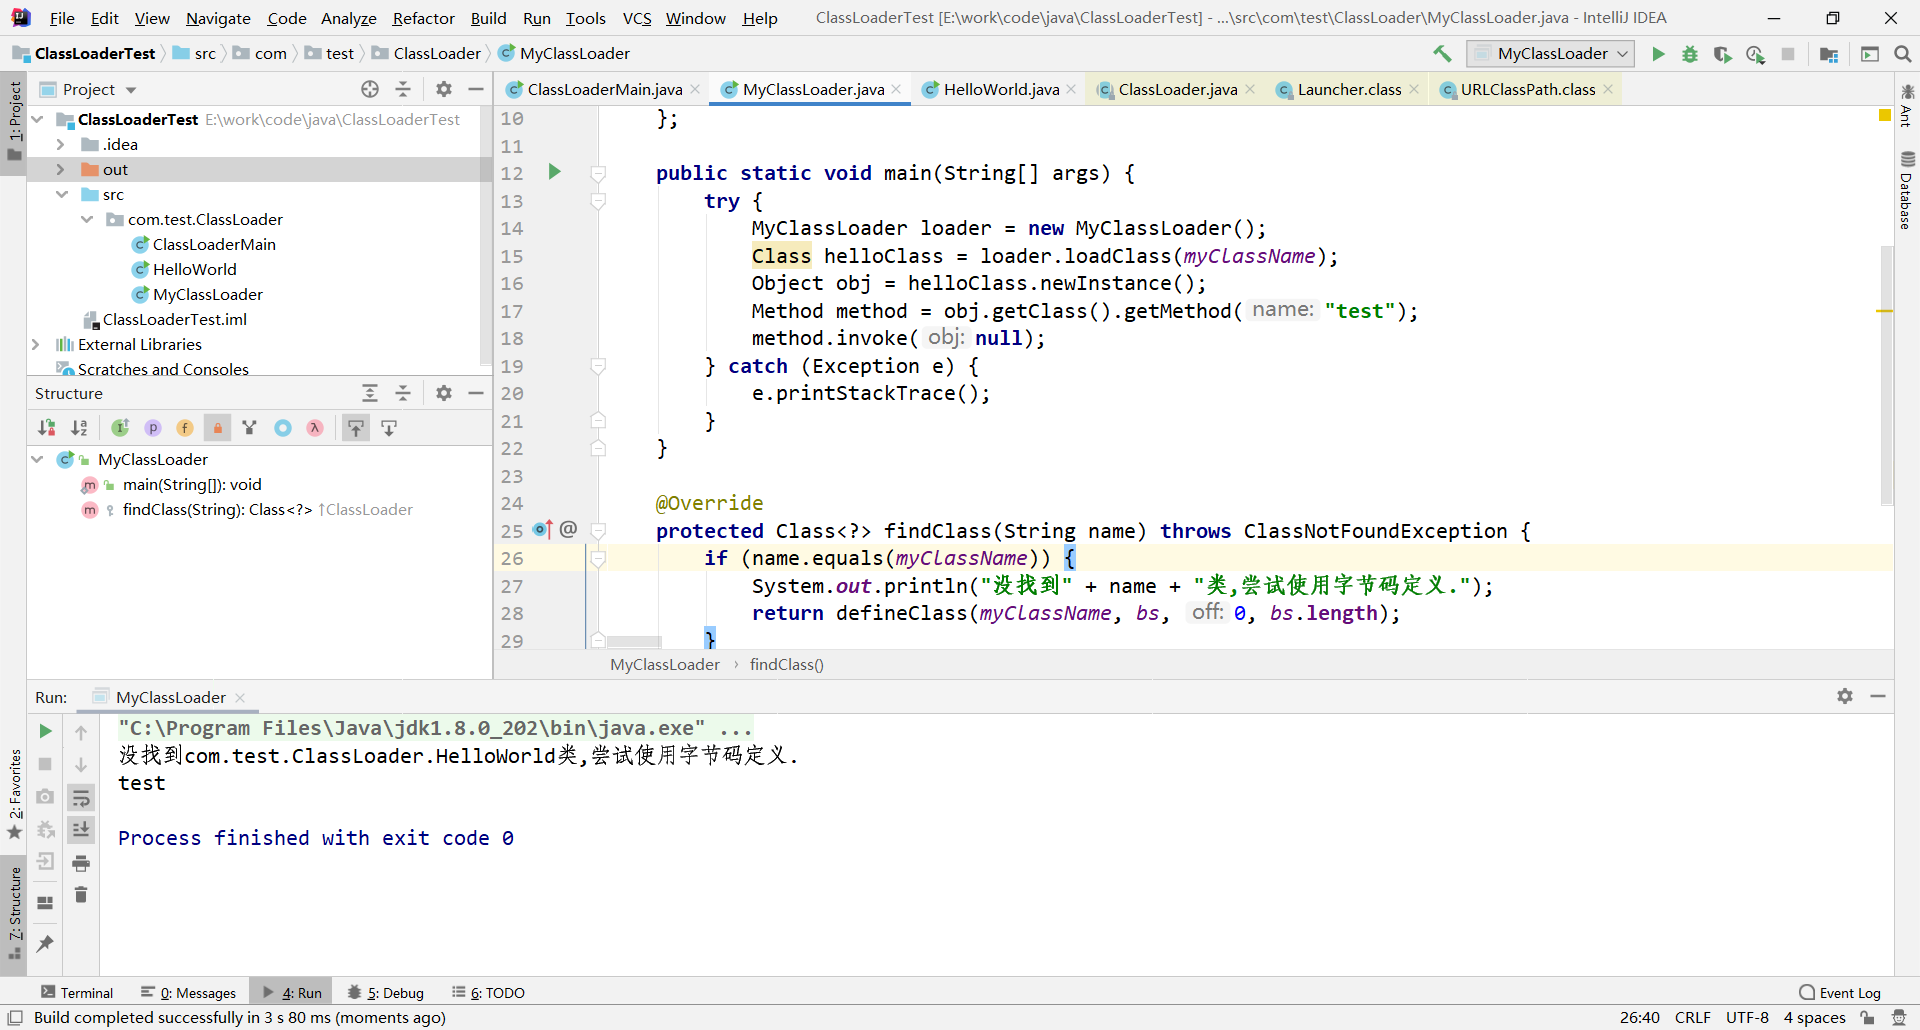 File Edit View Navigate Code Analyze Refactor Build Run Tools VCS Window Help ClassLoaderTest [E:\work\code\java\ClassLoaderTest] - ...\src\com\test\ClassLoader\MyClassLoader.java - IntelliJ IDEA
ClassLoaderTest src com test ClassLoader MyClassLoader MyClassLoader
1: Project
Project
ClassLoaderTest E:\work\code\java\ClassLoaderTest
.idea
out
src
com.test.ClassLoader
ClassLoaderMain
HelloWorld
MyClassLoader
ClassLoaderTest.iml
External Libraries
Scratches and Consoles
Structure
MyClassLoader
main(String[]): void
findClass(String): Class<?> ↑ClassLoader
ClassLoaderMain.java MyClassLoader.java HelloWorld.java ClassLoader.java Launcher.class URLClassPath.class
10 };
11
12 public static void main(String[] args) {
13 try {
14 MyClassLoader loader = new MyClassLoader();
15 Class helloClass = loader.loadClass(myClassName);
16 Object obj = helloClass.newInstance();
17 Method method = obj.getClass().getMethod( name: "test");
18 method.invoke( obj: null);
19 } catch (Exception e) {
20 e.printStackTrace();
21 }
22 }
23
24 @Override
25 protected Class<?> findClass(String name) throws ClassNotFoundException {
26 if (name.equals(myClassName)) {
27 System.out.println("没找到" + name + "类,尝试使用字节码定义.");
28 return defineClass(myClassName, bs, off: 0, bs.length);
29 }
MyClassLoader › findClass()
Ant
Database
Run: MyClassLoader
"C:\Program Files\Java\jdk1.8.0_202\bin\java.exe" ...
没找到com.test.ClassLoader.HelloWorld类,尝试使用字节码定义.
test
Process finished with exit code 0
2: Favorites
7: Structure
Terminal 0: Messages 4: Run 5: Debug 6: TODO Event Log
Build completed successfully in 3 s 80 ms (moments ago) 26:40 CRLF UTF-8 4 spaces